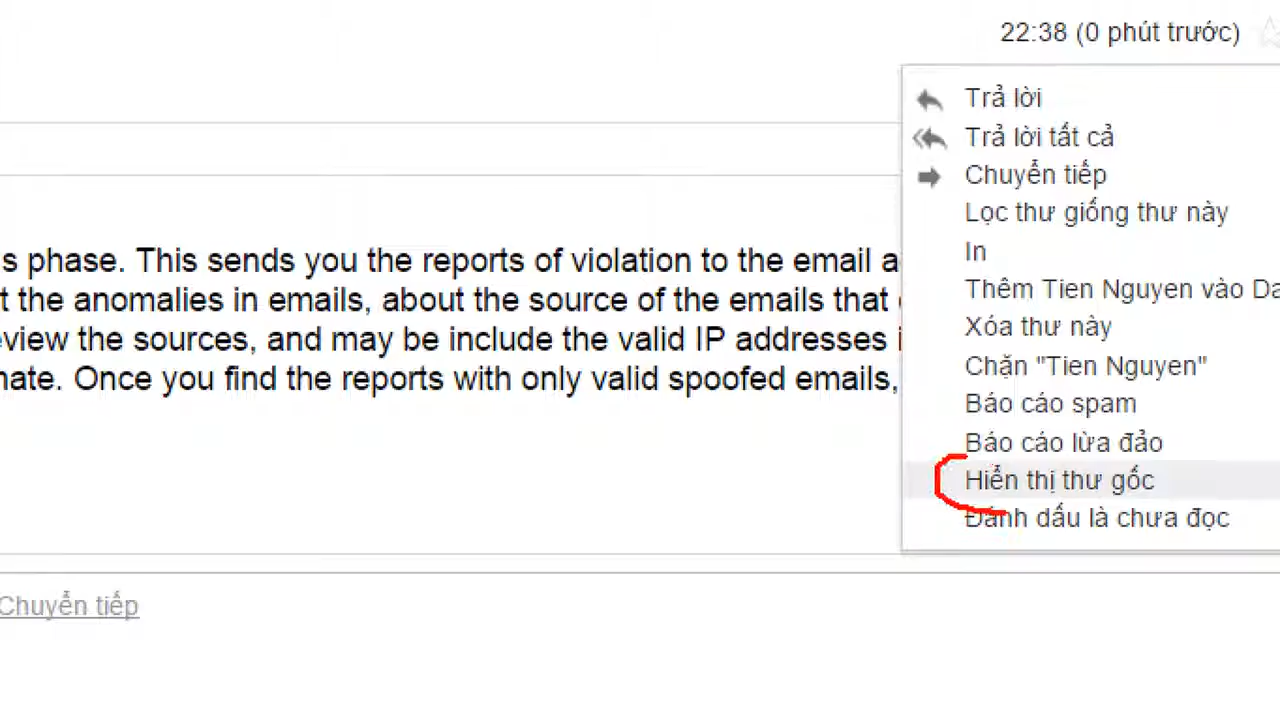 22:38 (0 phút trước)
Trả lời
Trả lời tất cả
Chuyển tiếp
Lọc thư giống thư này
In
Thêm Tien Nguyen vào
Xóa thư này
Chặn "Tien Nguyen"
Báo cáo spam
Báo cáo lừa đảo
Hiển thị thư gốc
Đánh dấu là chưa đọc
s phase. This sends you the reports of violation to the email
t the anomalies in emails, about the source of the emails that
eview the sources, and may be include the valid IP addresses
nate. Once you find the reports with only valid spoofed emails,
Chuyển tiếp